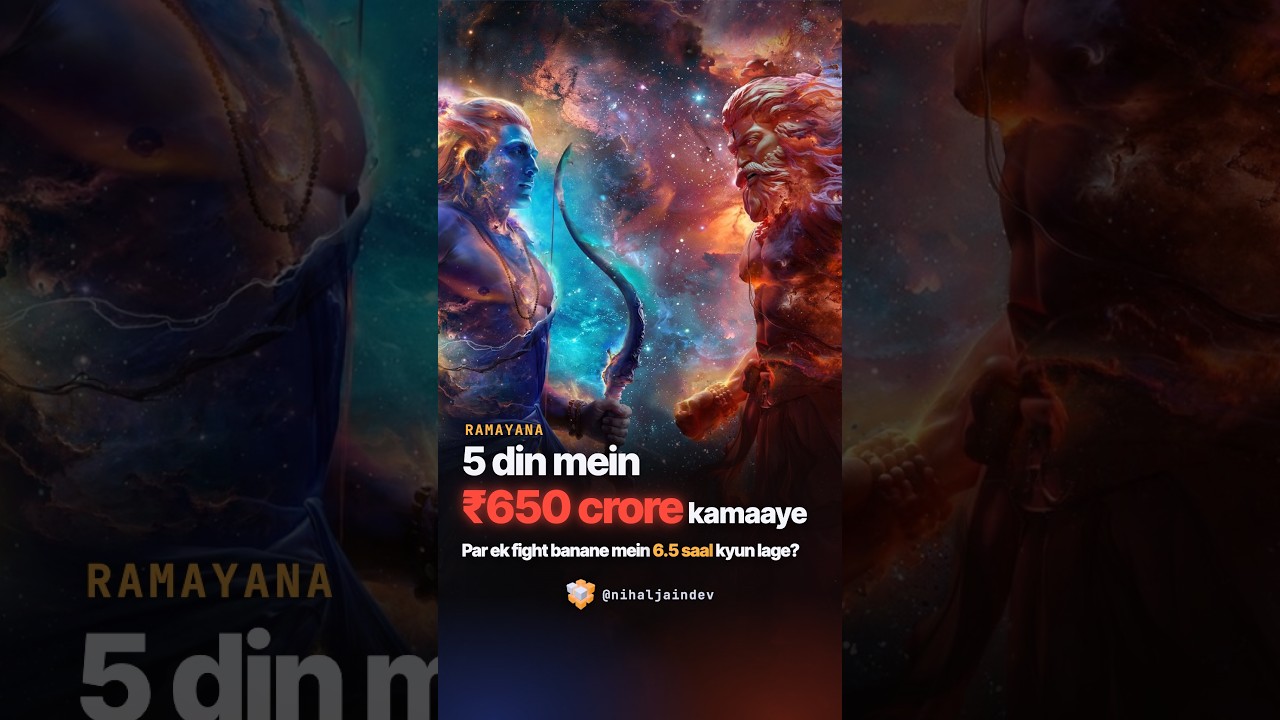 RAMAYANA
5 din mein
₹650 crore kamaaye
Par ek fight banane mein 6.5 saal kyun lage?
@nihaljaindev
RAMAYANA
5 din m